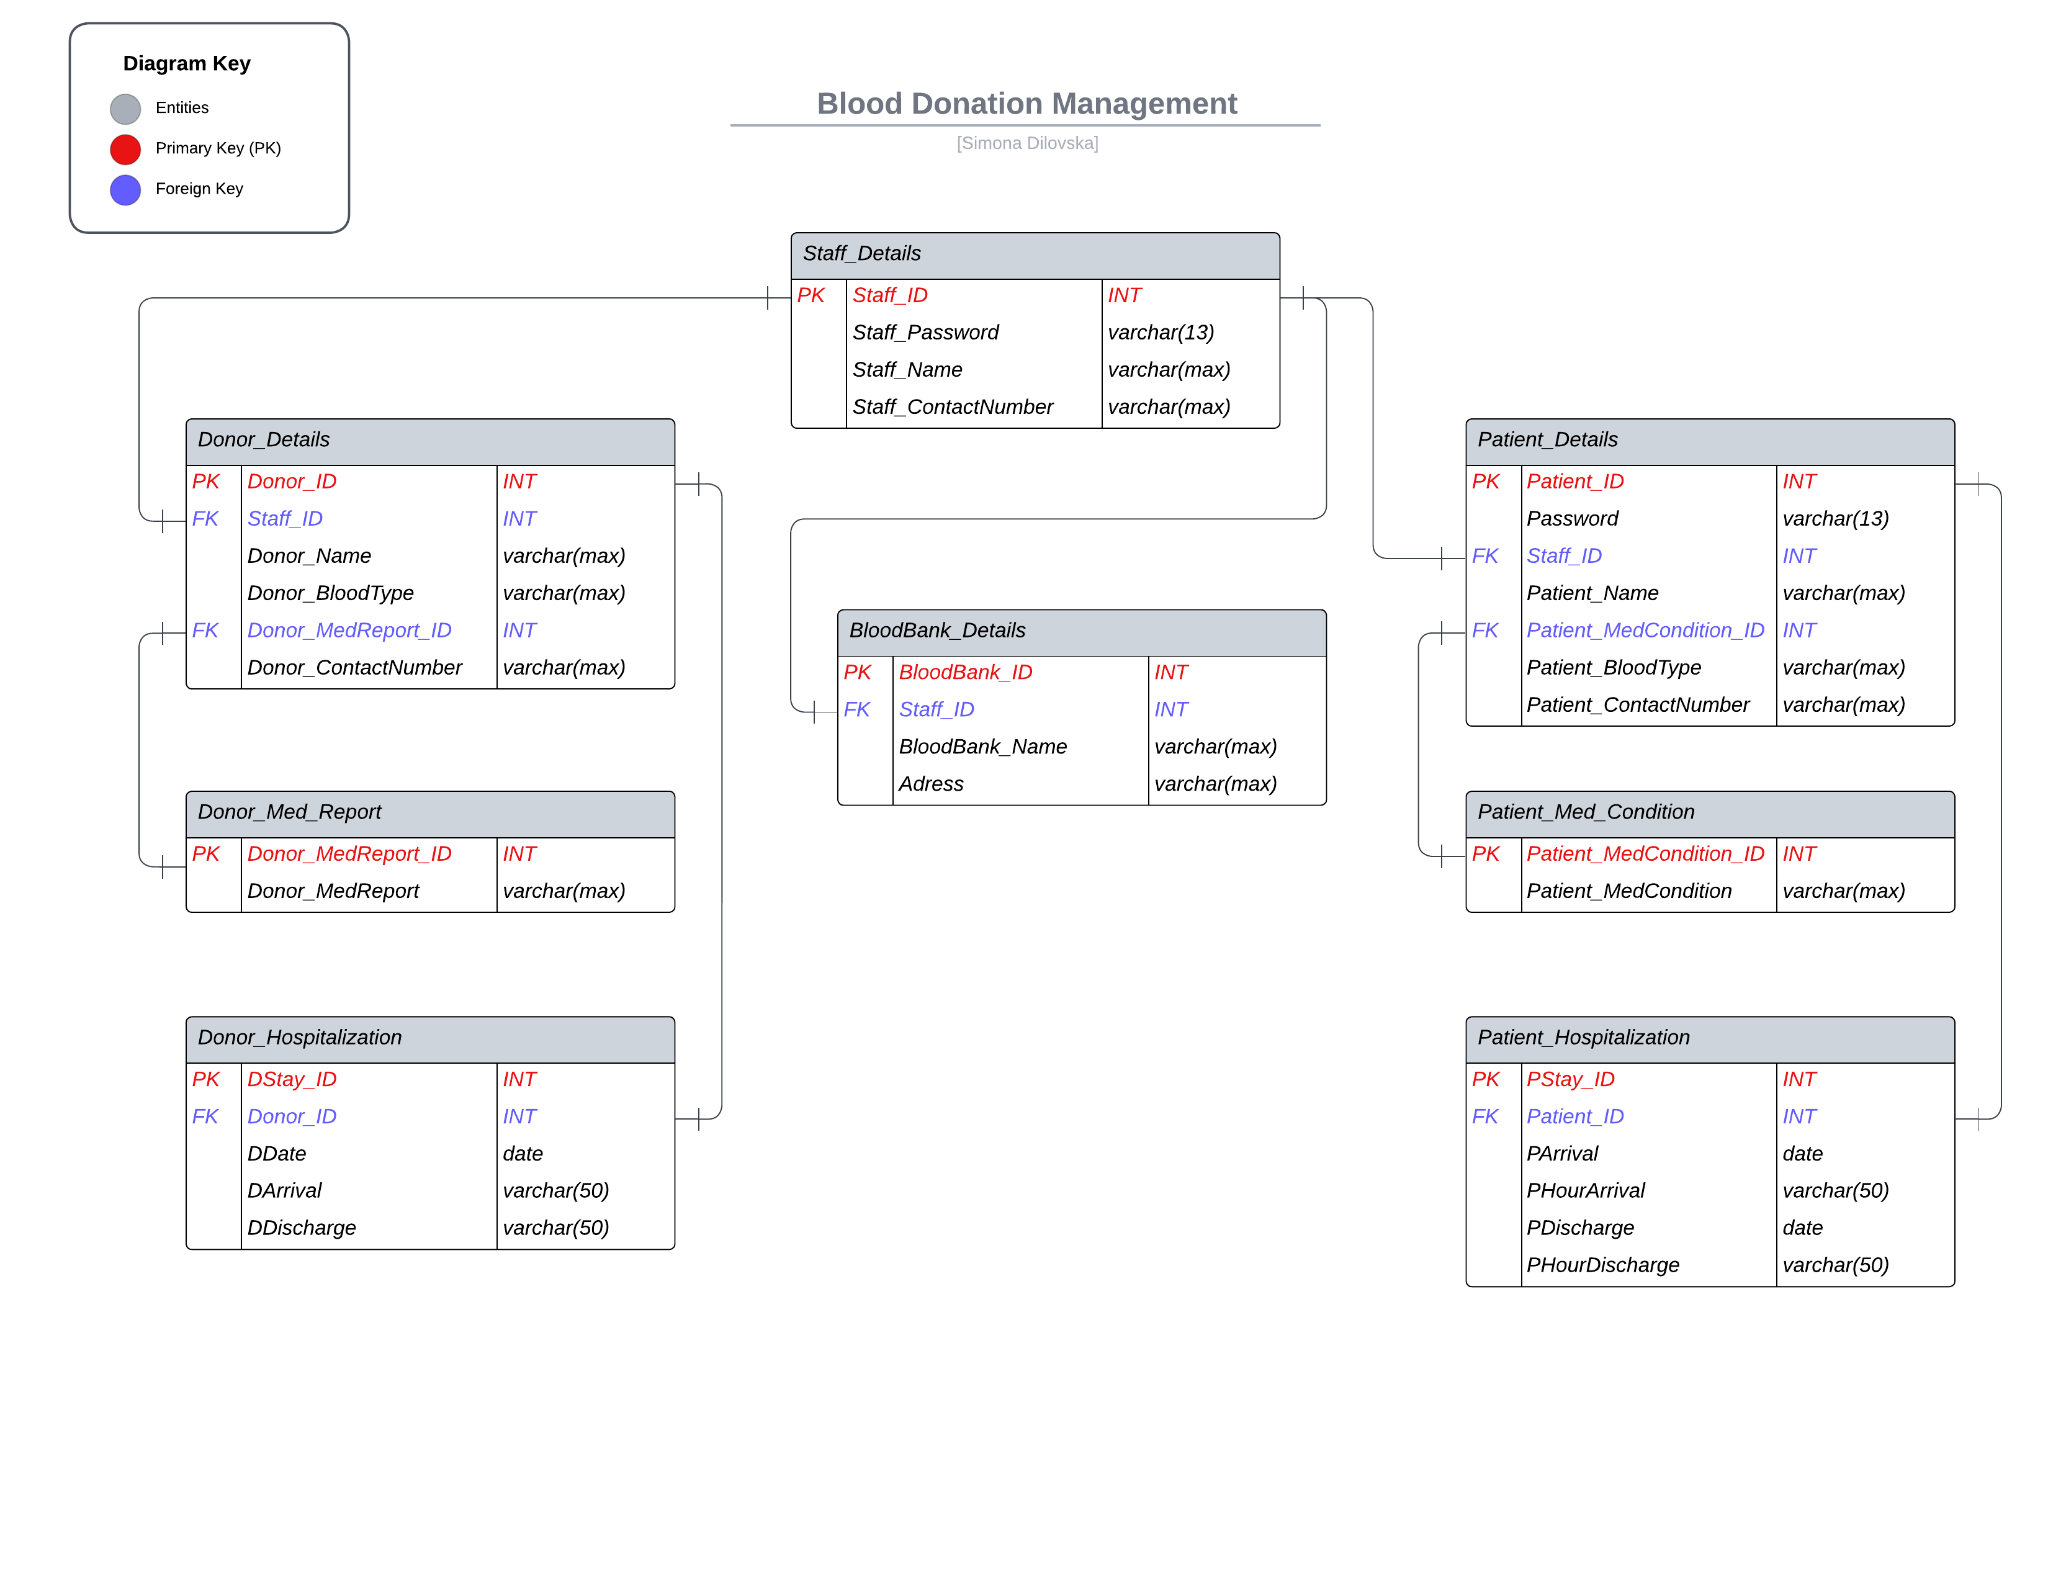 Diagram Key
Entities
Primary Key (PK)
Foreign Key
Blood Donation Management
[Simona Dilovska]
Staff_Details
PK Staff_ID INT
Staff_Password varchar(13)
Staff_Name varchar(max)
Staff_ContactNumber varchar(max)
Donor_Details
PK Donor_ID INT
FK Staff_ID INT
Donor_Name varchar(max)
Donor_BloodType varchar(max)
FK Donor_MedReport_ID INT
Donor_ContactNumber varchar(max)
Patient_Details
PK Patient_ID INT
Password varchar(13)
FK Staff_ID INT
Patient_Name varchar(max)
FK Patient_MedCondition_ID INT
Patient_BloodType varchar(max)
Patient_ContactNumber varchar(max)
BloodBank_Details
PK BloodBank_ID INT
FK Staff_ID INT
BloodBank_Name varchar(max)
Adress varchar(max)
Donor_Med_Report
PK Donor_MedReport_ID INT
Donor_MedReport varchar(max)
Patient_Med_Condition
PK Patient_MedCondition_ID INT
Patient_MedCondition varchar(max)
Donor_Hospitalization
PK DStay_ID INT
FK Donor_ID INT
DDate date
DArrival varchar(50)
DDischarge varchar(50)
Patient_Hospitalization
PK PStay_ID INT
FK Patient_ID INT
PArrival date
PHourArrival varchar(50)
PDischarge date
PHourDischarge varchar(50)